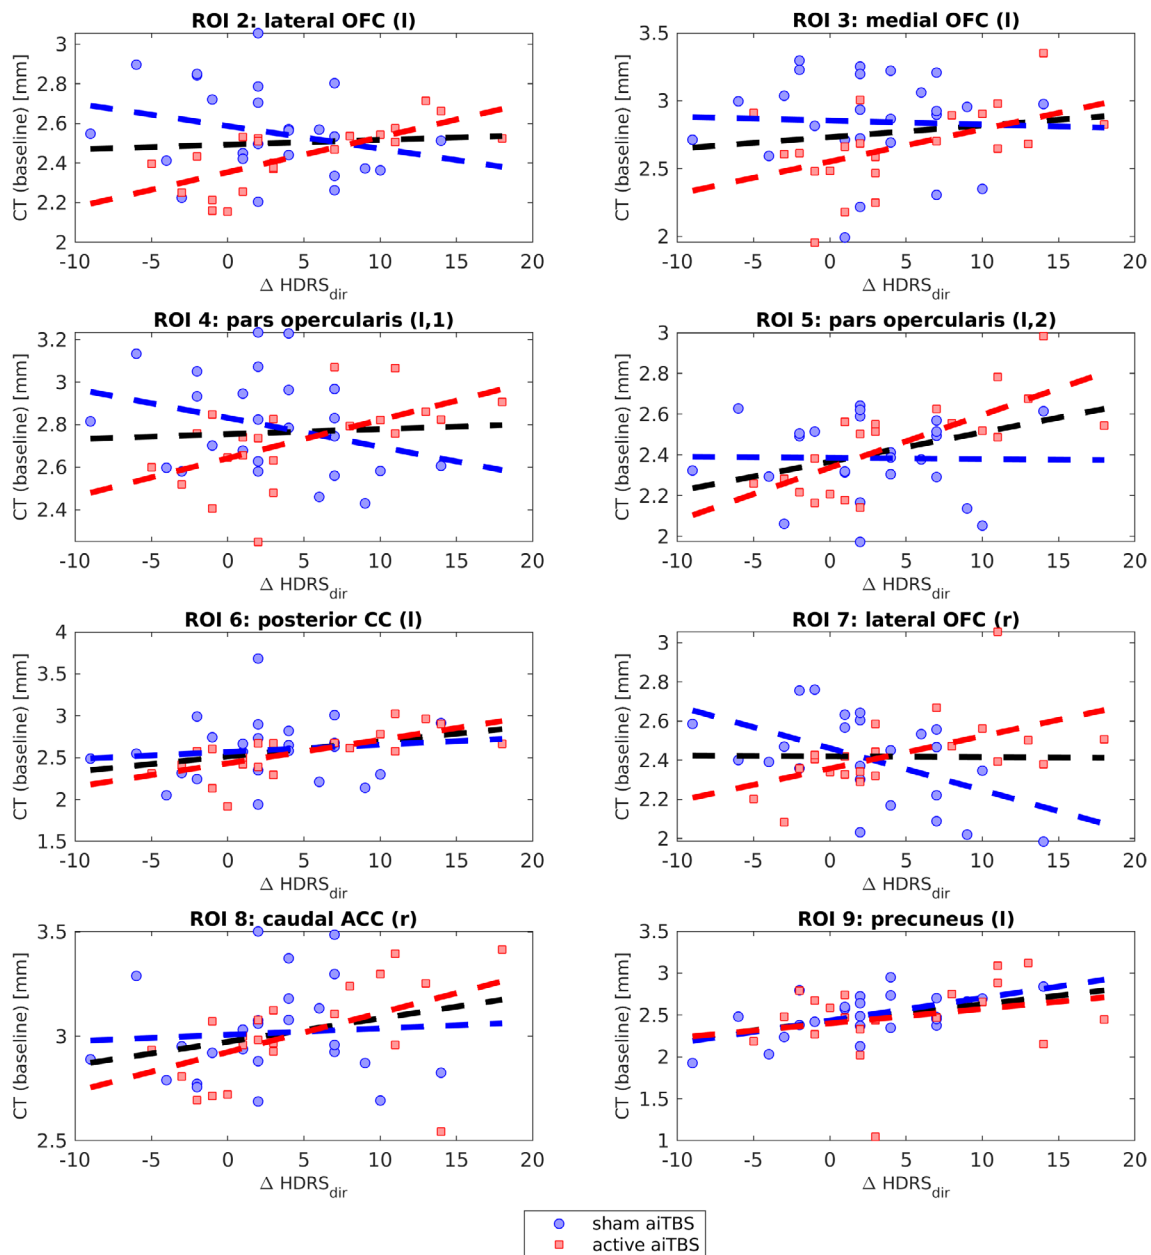 ROI 2: lateral OFC (l)
CT (baseline) [mm]
3
2.8
2.6
2.4
2.2
2
-10 -5 0 5 10 15 20
Δ HDRS_dir
ROI 3: medial OFC (l)
CT (baseline) [mm]
3.5
3
2.5
2
-10 -5 0 5 10 15 20
Δ HDRS_dir
ROI 4: pars opercularis (l,1)
CT (baseline) [mm]
3.2
3
2.8
2.6
2.4
-10 -5 0 5 10 15 20
Δ HDRS_dir
ROI 5: pars opercularis (l,2)
CT (baseline) [mm]
3
2.8
2.6
2.4
2.2
2
-10 -5 0 5 10 15 20
Δ HDRS_dir
ROI 6: posterior CC (l)
CT (baseline) [mm]
4
3.5
3
2.5
2
1.5
-10 -5 0 5 10 15 20
Δ HDRS_dir
ROI 7: lateral OFC (r)
CT (baseline) [mm]
3
2.8
2.6
2.4
2.2
2
-10 -5 0 5 10 15 20
Δ HDRS_dir
ROI 8: caudal ACC (r)
CT (baseline) [mm]
3.5
3
2.5
-10 -5 0 5 10 15 20
Δ HDRS_dir
ROI 9: precuneus (l)
CT (baseline) [mm]
3.5
3
2.5
2
1.5
1
-10 -5 0 5 10 15 20
Δ HDRS_dir
sham aiTBS
active aiTBS